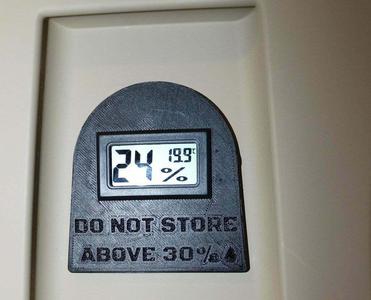 24 19.9°C
%
DO NOT STORE
ABOVE 30%